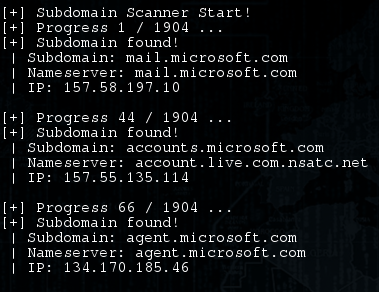 [+] Subdomain Scanner Start!
[+] Progress 1 / 1904 ...
[+] Subdomain found!
| Subdomain: mail.microsoft.com
| Nameserver: mail.microsoft.com
| IP: 157.58.197.10
[+] Progress 44 / 1904 ...
[+] Subdomain found!
| Subdomain: accounts.microsoft.com
| Nameserver: account.live.com.nsatc.net
| IP: 157.55.135.114
[+] Progress 66 / 1904 ...
[+] Subdomain found!
| Subdomain: agent.microsoft.com
| Nameserver: agent.microsoft.com
| IP: 134.170.185.46